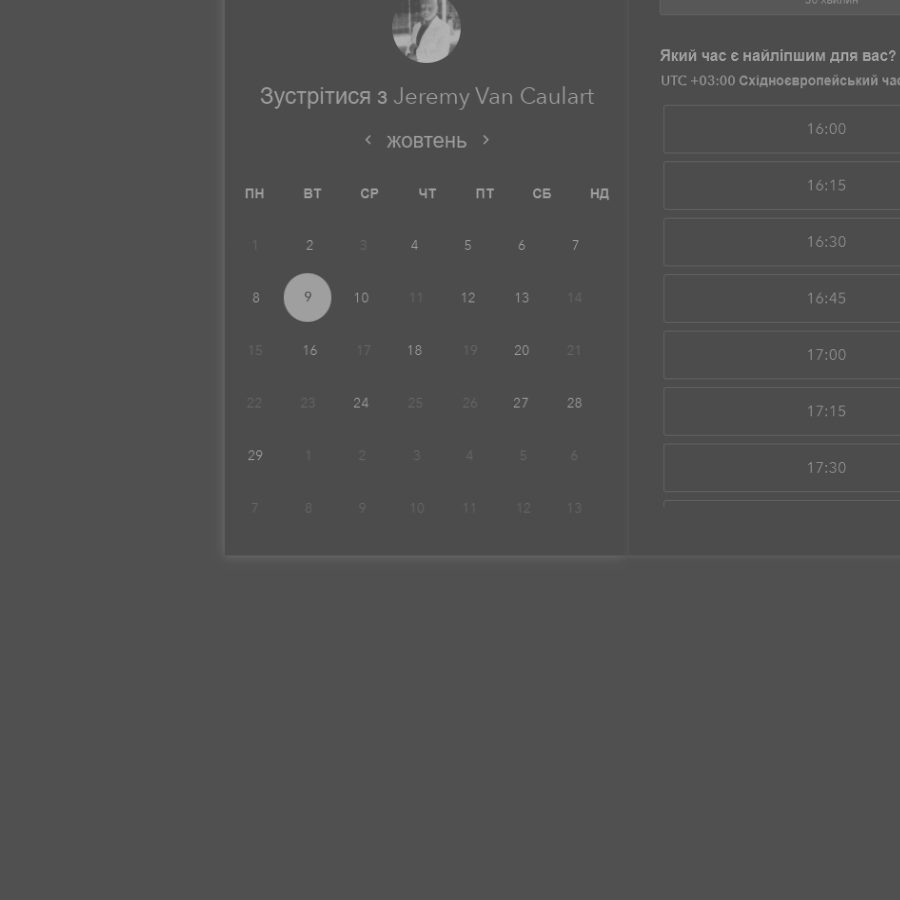 Зустрітися з Jeremy Van Caulart
< жовтень >
ПН ВТ СР ЧТ ПТ СБ НД
1 2 3 4 5 6 7
8 9 10 11 12 13 14
15 16 17 18 19 20 21
22 23 24 25 26 27 28
29 1 2 3 4 5 6
7 8 9 10 11 12 13
30 хвилин
Який час є найліпшим для вас?
UTC +03:00 Східноєвропейський
16:00
16:15
16:30
16:45
17:00
17:15
17:30